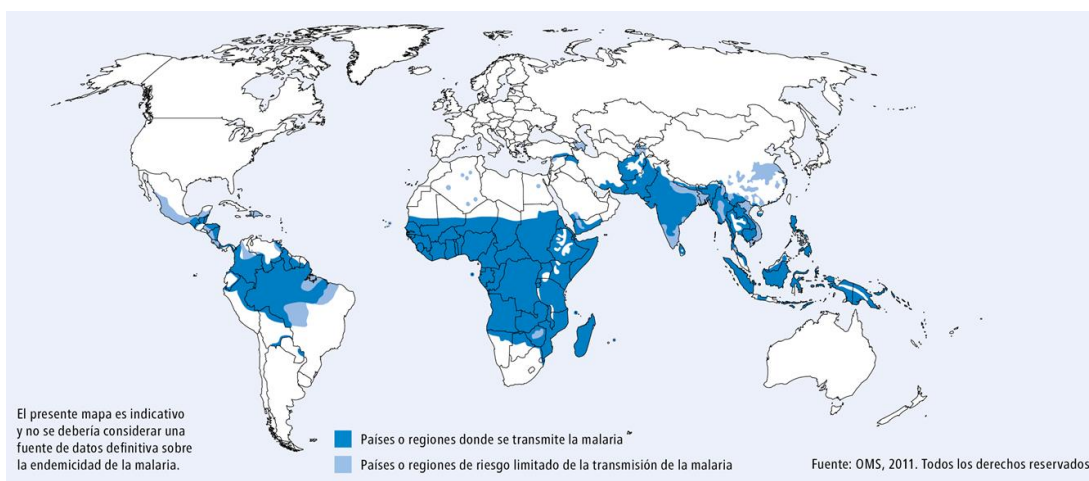 El presente mapa es indicativo
y no se debería considerar una
fuente de datos definitiva sobre
la endemicidad de la malaria.
Países o regiones donde se transmite la malaria
Países o regiones de riesgo limitado de la transmisión de la malaria
Fuente: OMS, 2011. Todos los derechos reservados